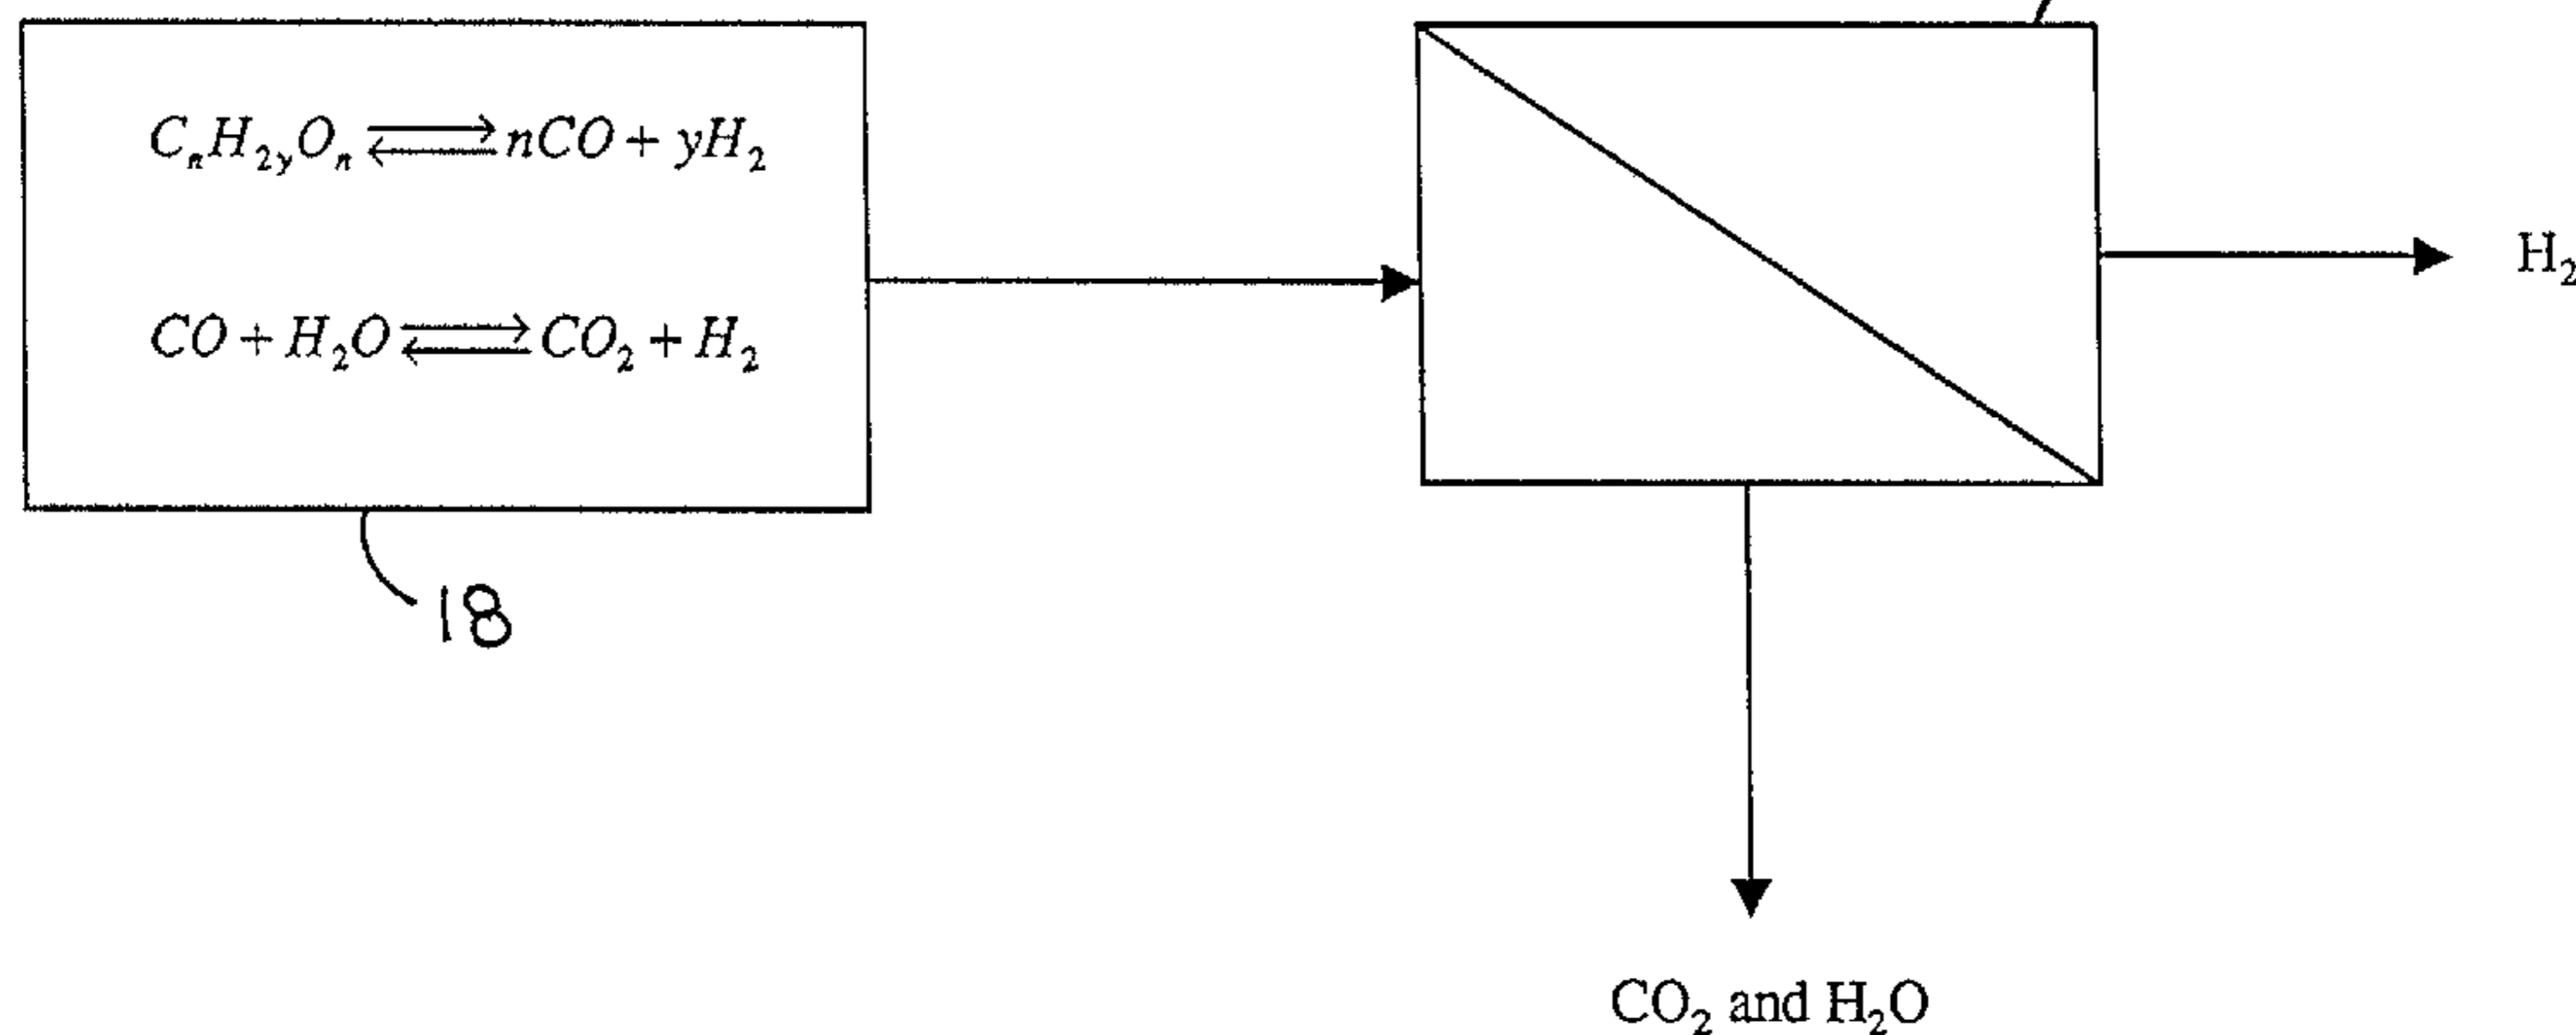 CₙH₂ᵧOₙ ⇌ nCO + yH₂
CO + H₂O ⇌ CO₂ + H₂
H₂
18
CO₂ and H₂O